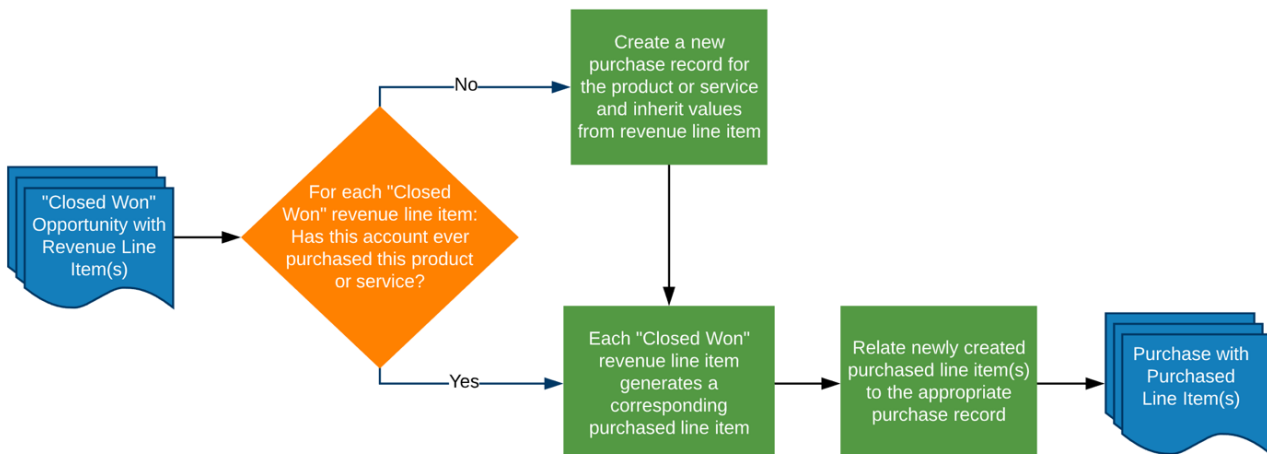 "Closed Won"
Opportunity with
Revenue Line
Item(s)
For each "Closed
Won" revenue line item:
Has this account ever
purchased this product
or service?
No
Create a new
purchase record for
the product or service
and inherit values
from revenue line item
Yes
Each "Closed Won"
revenue line item
generates a
corresponding
purchased line item
Relate newly created
purchased line item(s)
to the appropriate
purchase record
Purchase with
Purchased
Line Item(s)